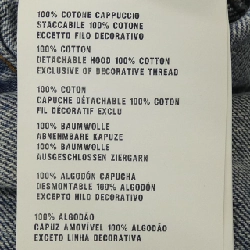 100% COTONE CAPPUCCIO
STACCABILE 100% COTONE
ECCETTO FILO DECORATIVO
100% COTTON
DETACHABLE HOOD 100% COTTON
EXCLUSIVE OF DECORATIVE THREAD
100% COTON
CAPUCHE DÉTACHABLE 100% COTON
FIL DÉCORATIF EXCLU
100% BAUMWOLLE
ABNEHMBARE KAPUZE
100% BAUMWOLLE
AUSGESCHLOSSEN ZIERGARN
100% ALGODÓN CAPUCHA
DESMONTABLE 100% ALGODÓN
EXCEPTO HILO DECORATIVO
100% ALGODÃO
CAPUZ AMOVÍVEL 100% ALGODÃO
EXCETO LINHA DECORATIVA